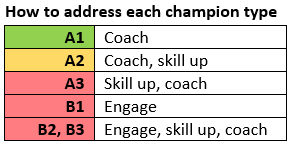 How to address each champion type
A1 Coach
A2 Coach, skill up
A3 Skill up, coach
B1 Engage
B2, B3 Engage, skill up, coach